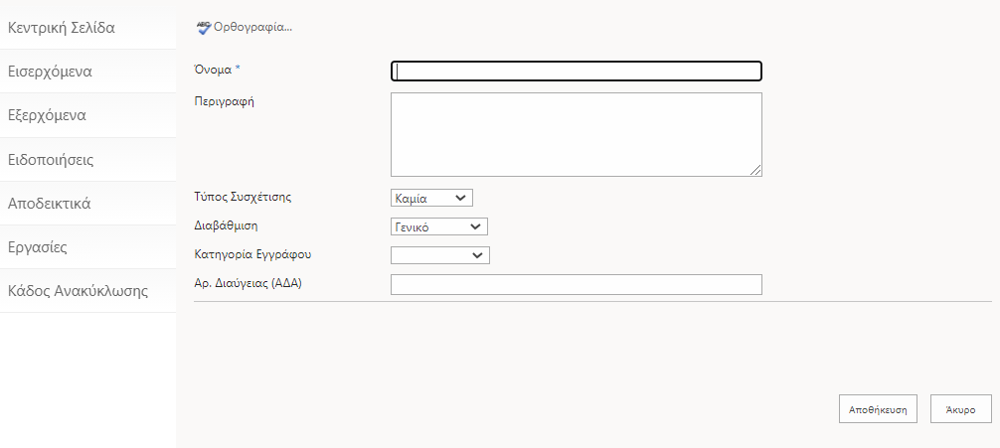 Κεντρική Σελίδα
Εισερχόμενα
Εξερχόμενα
Ειδοποιήσεις
Αποδεικτικά
Εργασίες
Κάδος Ανακύκλωσης
ABC Ορθογραφία...
Όνομα *
Περιγραφή
Τύπος Συσχέτισης Καμία
Διαβάθμιση Γενικό
Κατηγορία Εγγράφου
Αρ. Διαύγειας (ΑΔΑ)
Αποθήκευση Άκυρο